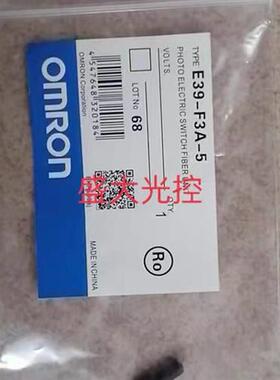 TYPE E39-F3A-5
PHOTO ELECTRIC SWITCH FIBER
VOLTS.
LOT No 68
QTY. 1
Ro
OMRON
OMRON Corporation
4547648320184
MADE IN CHINA
盛大光控